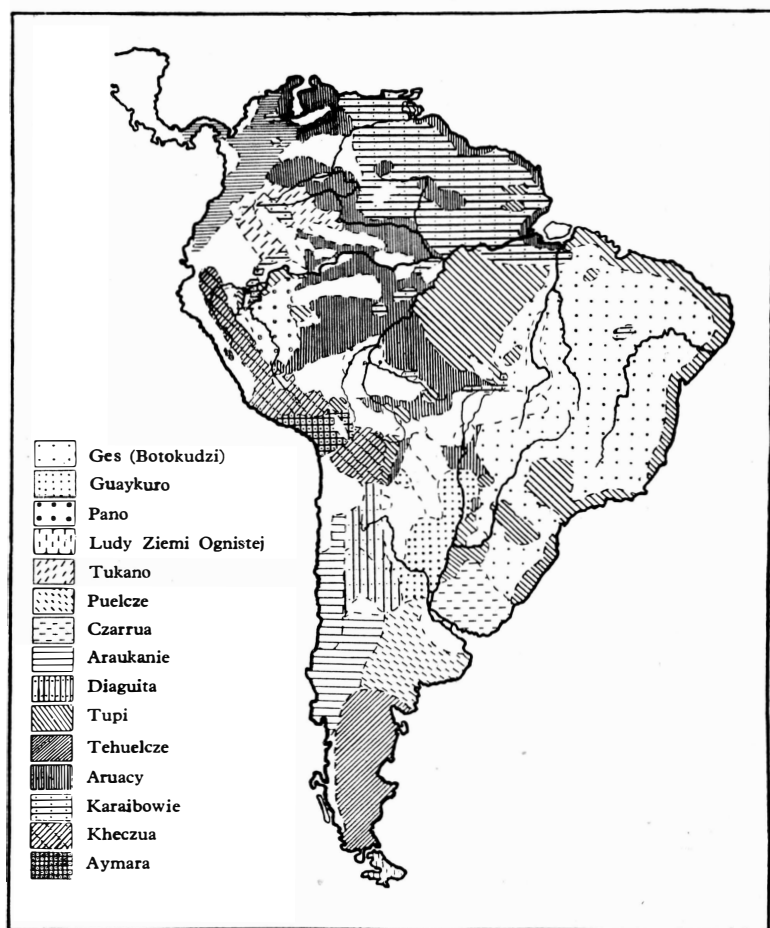 Ges (Botokudzi)
Guaykuro
Pano
Ludy Ziemi Ognistej
Tukano
Puelcze
Czarrua
Araukanie
Diaguita
Tupi
Tehuelcze
Aruacy
Karaibowie
Kheczua
Aymara